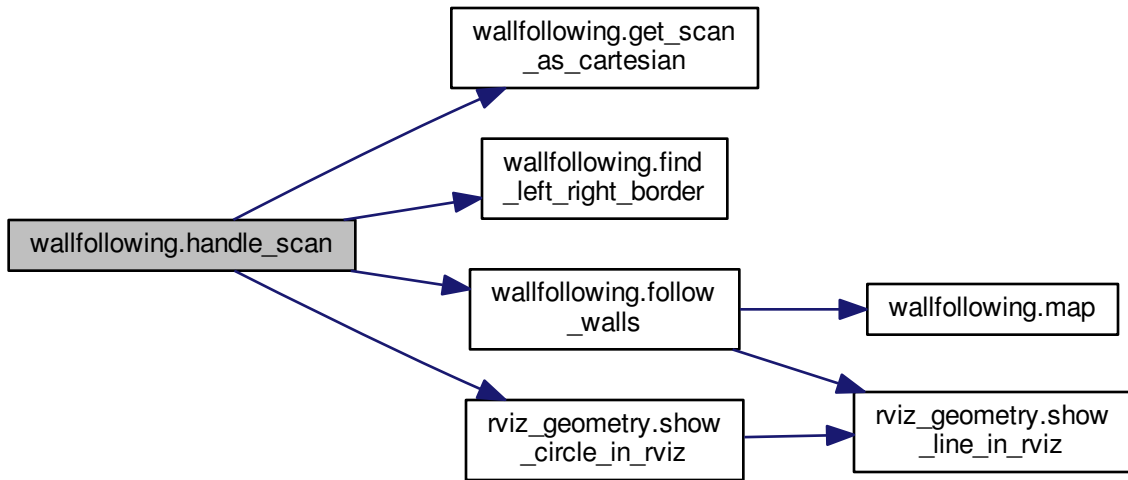 wallfollowing.get_scan
_as_cartesian
wallfollowing.find
_left_right_border
wallfollowing.handle_scan
wallfollowing.follow
_walls
wallfollowing.map
rviz_geometry.show
_circle_in_rviz
rviz_geometry.show
_line_in_rviz